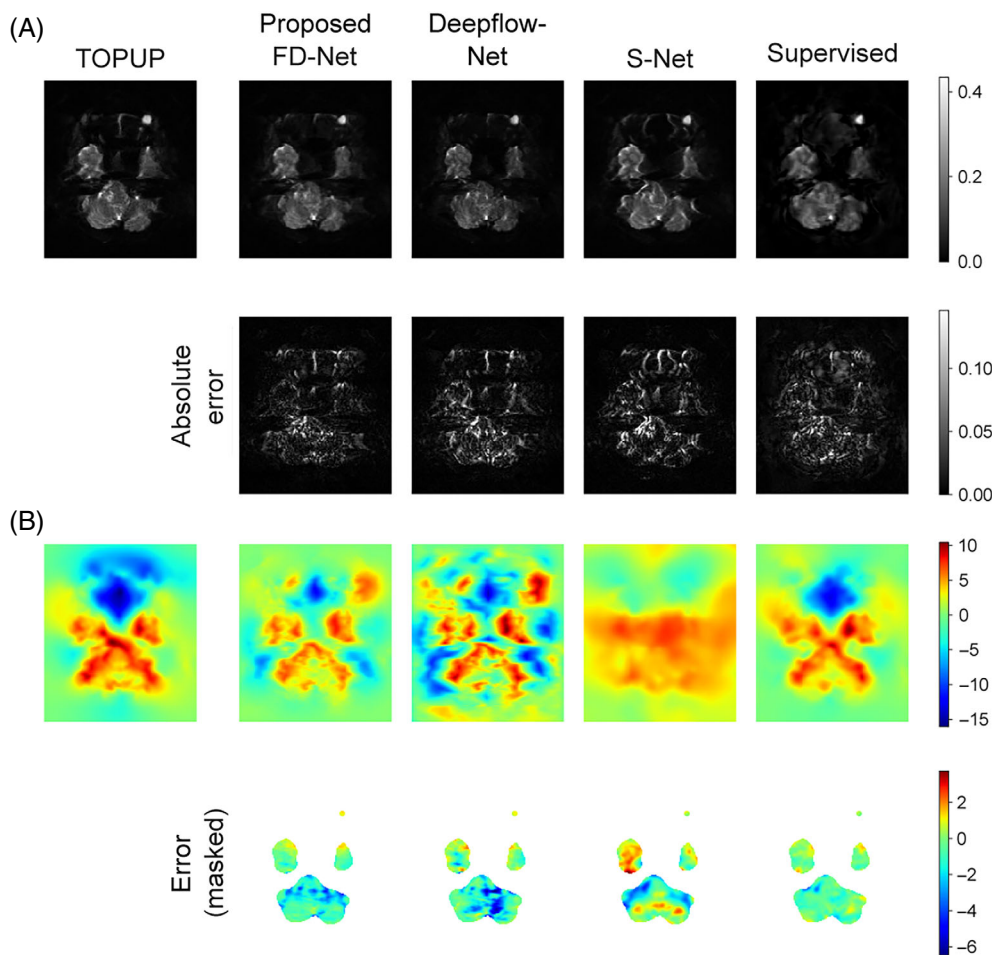 (A)
TOPUP
Proposed
FD-Net
Deepflow-
Net
S-Net
Supervised
0.4
0.2
0.0
Absolute
error
0.10
0.05
0.00
(B)
10
5
0
−5
−10
−15
Error
(masked)
2
0
−2
−4
−6